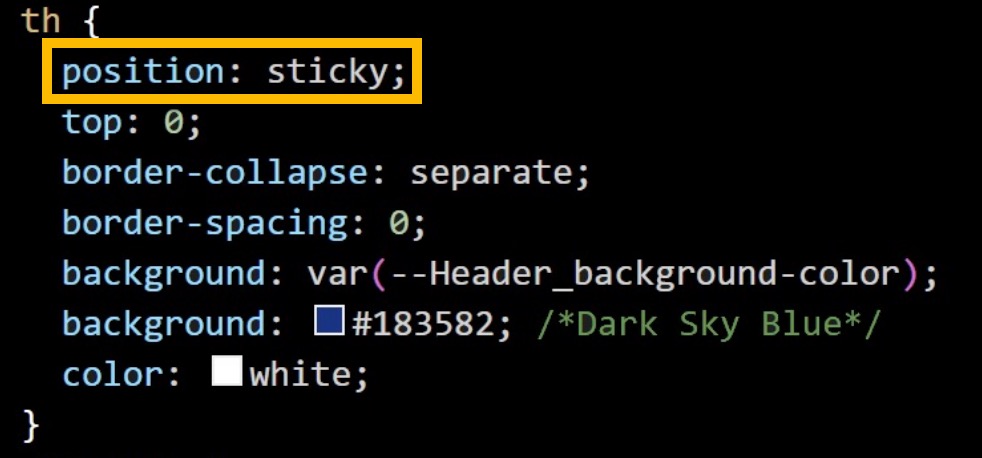 th {
position: sticky;
top: 0;
border-collapse: separate;
border-spacing: 0;
background: var(--Header_background-color);
background: #183582; /*Dark Sky Blue*/
color: white;
}